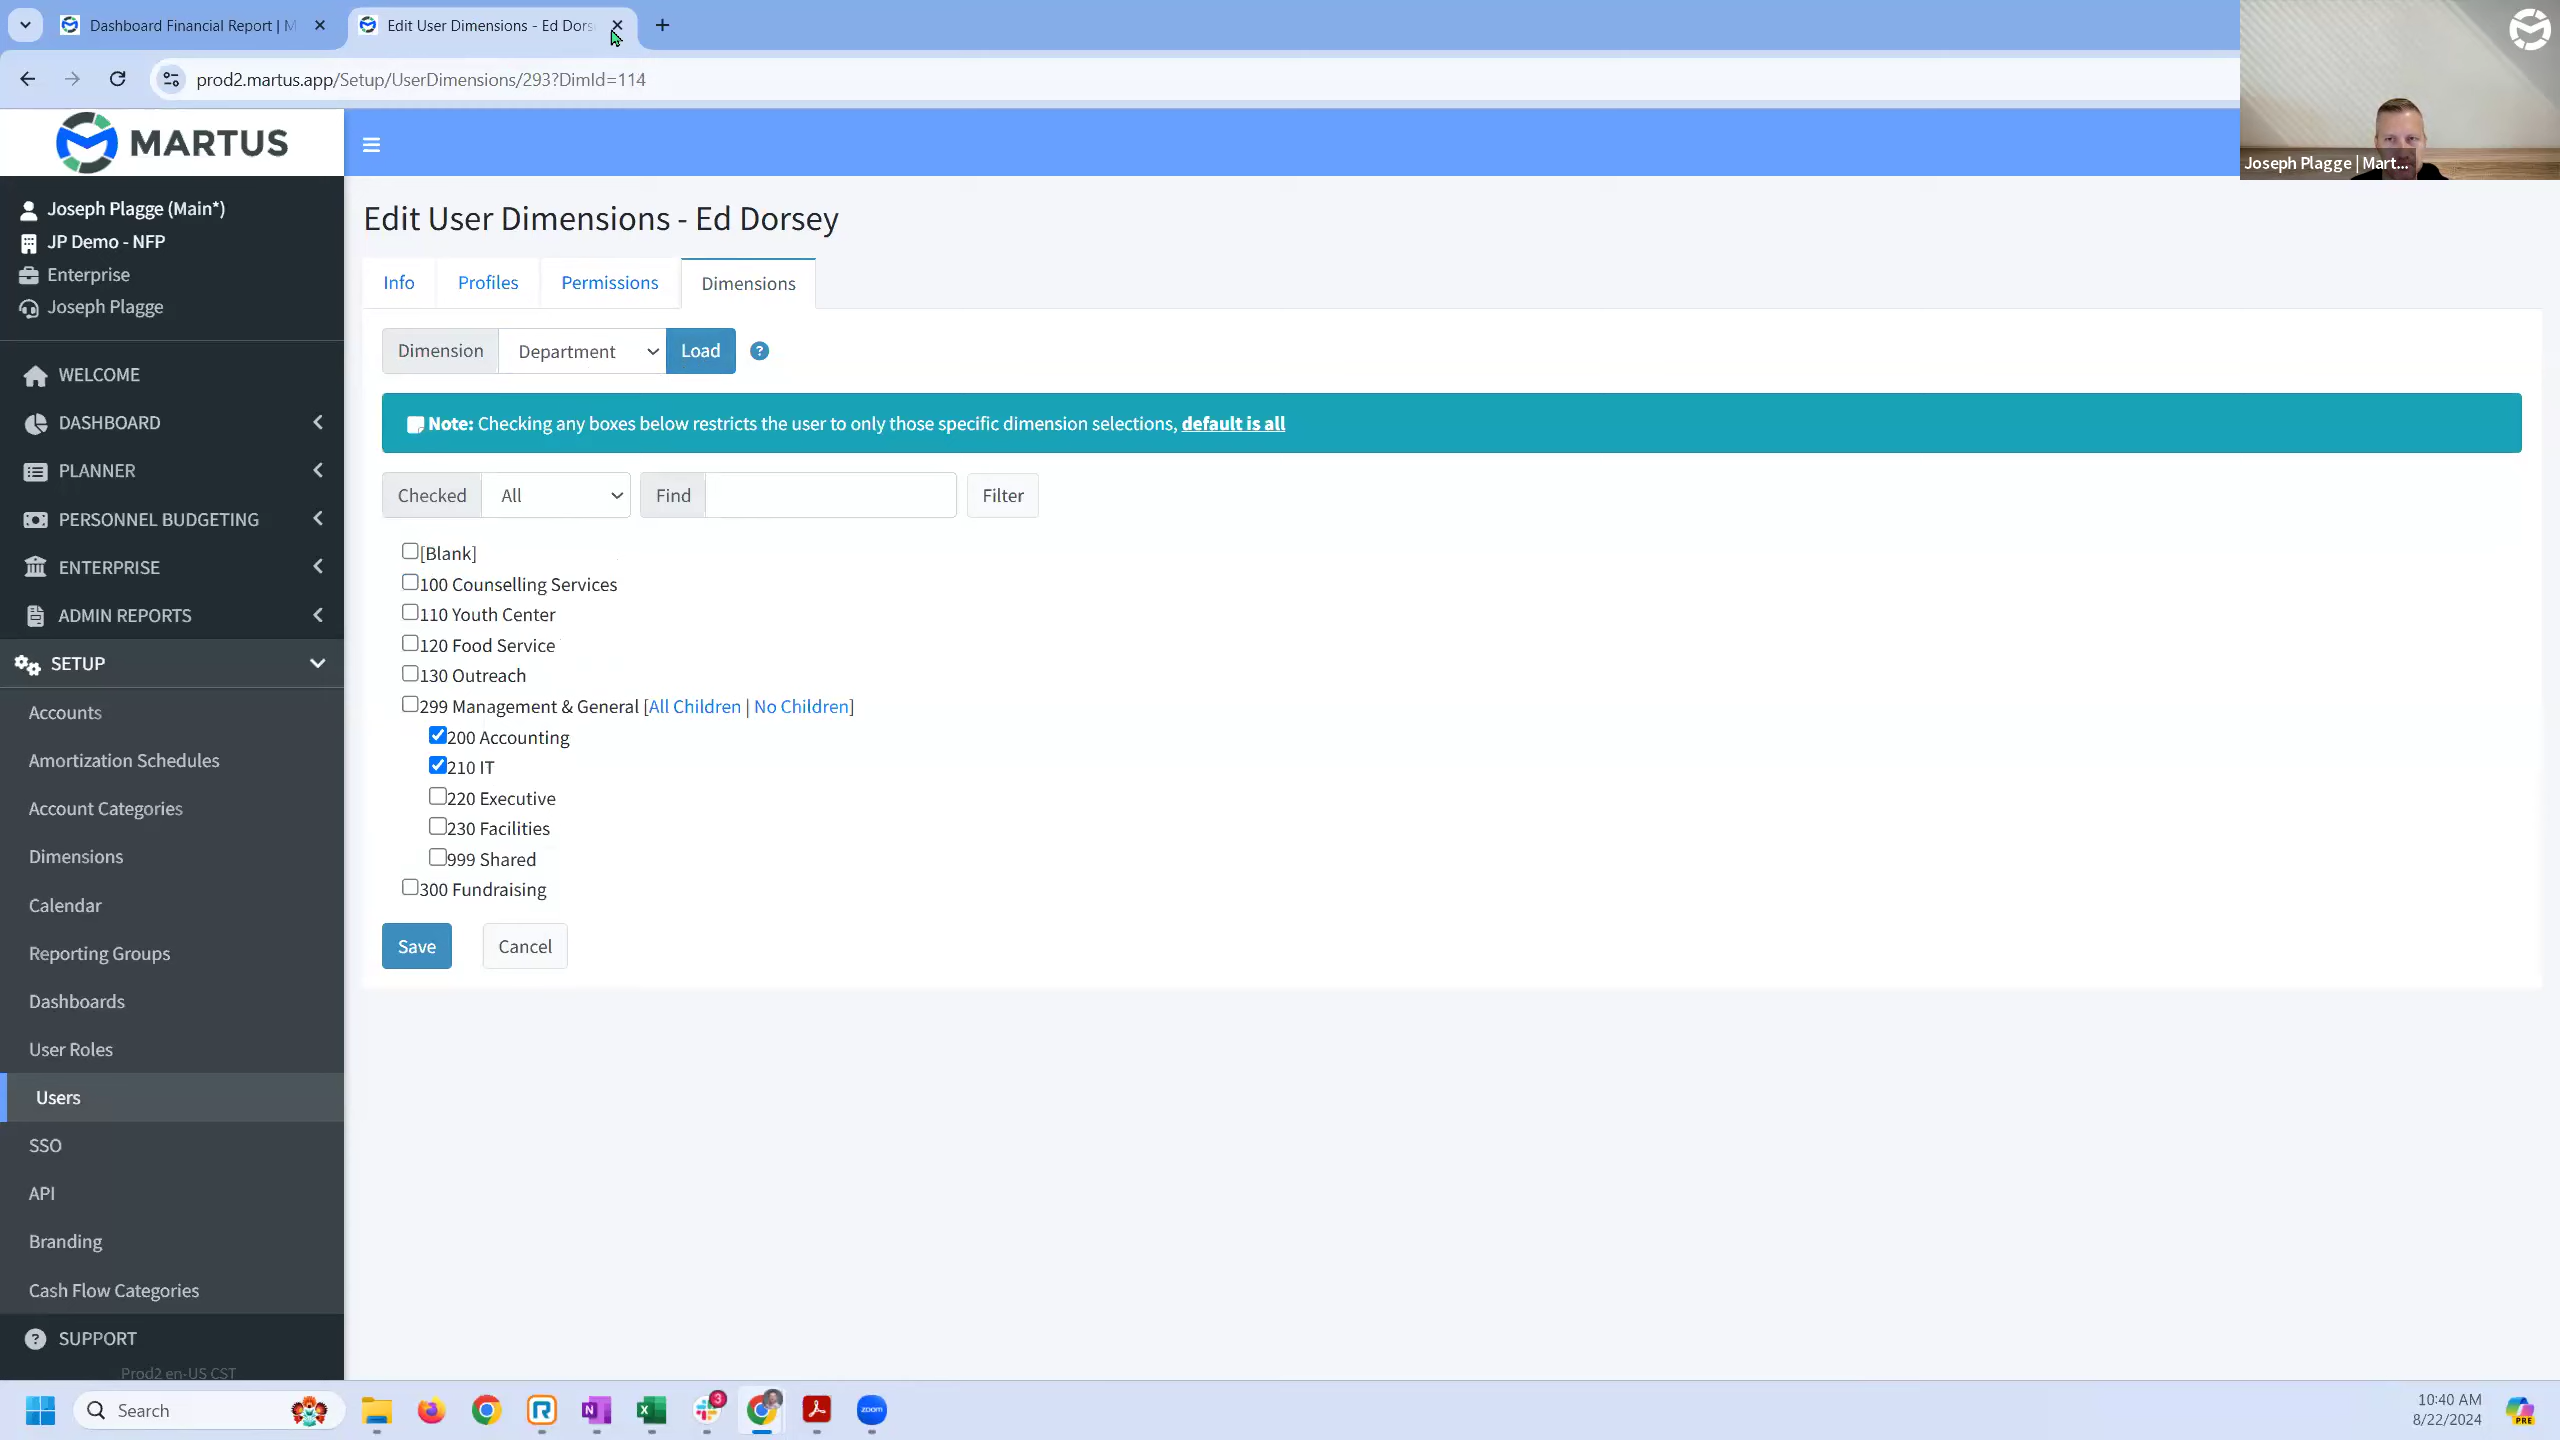 Dashboard Financial Report | M
Edit User Dimensions - Ed Dors
prod2.martus.app/Setup/UserDimensions/293?DimId=114
MARTUS
Joseph Plagge | Mart...
Joseph Plagge (Main*)
JP Demo - NFP
Enterprise
Joseph Plagge
WELCOME
DASHBOARD
PLANNER
PERSONNEL BUDGETING
ENTERPRISE
ADMIN REPORTS
SETUP
Accounts
Amortization Schedules
Account Categories
Dimensions
Calendar
Reporting Groups
Dashboards
User Roles
Users
SSO
API
Branding
Cash Flow Categories
SUPPORT
Prod2 en-US CST
Edit User Dimensions - Ed Dorsey
Info Profiles Permissions Dimensions
Dimension Department Load ?
Note: Checking any boxes below restricts the user to only those specific dimension selections, default is all
Checked All Find Filter
[Blank]
100 Counselling Services
110 Youth Center
120 Food Service
130 Outreach
299 Management & General [All Children | No Children]
200 Accounting
210 IT
220 Executive
230 Facilities
999 Shared
300 Fundraising
Save Cancel
Search
3
zoom
10:40 AM
8/22/2024
PRE